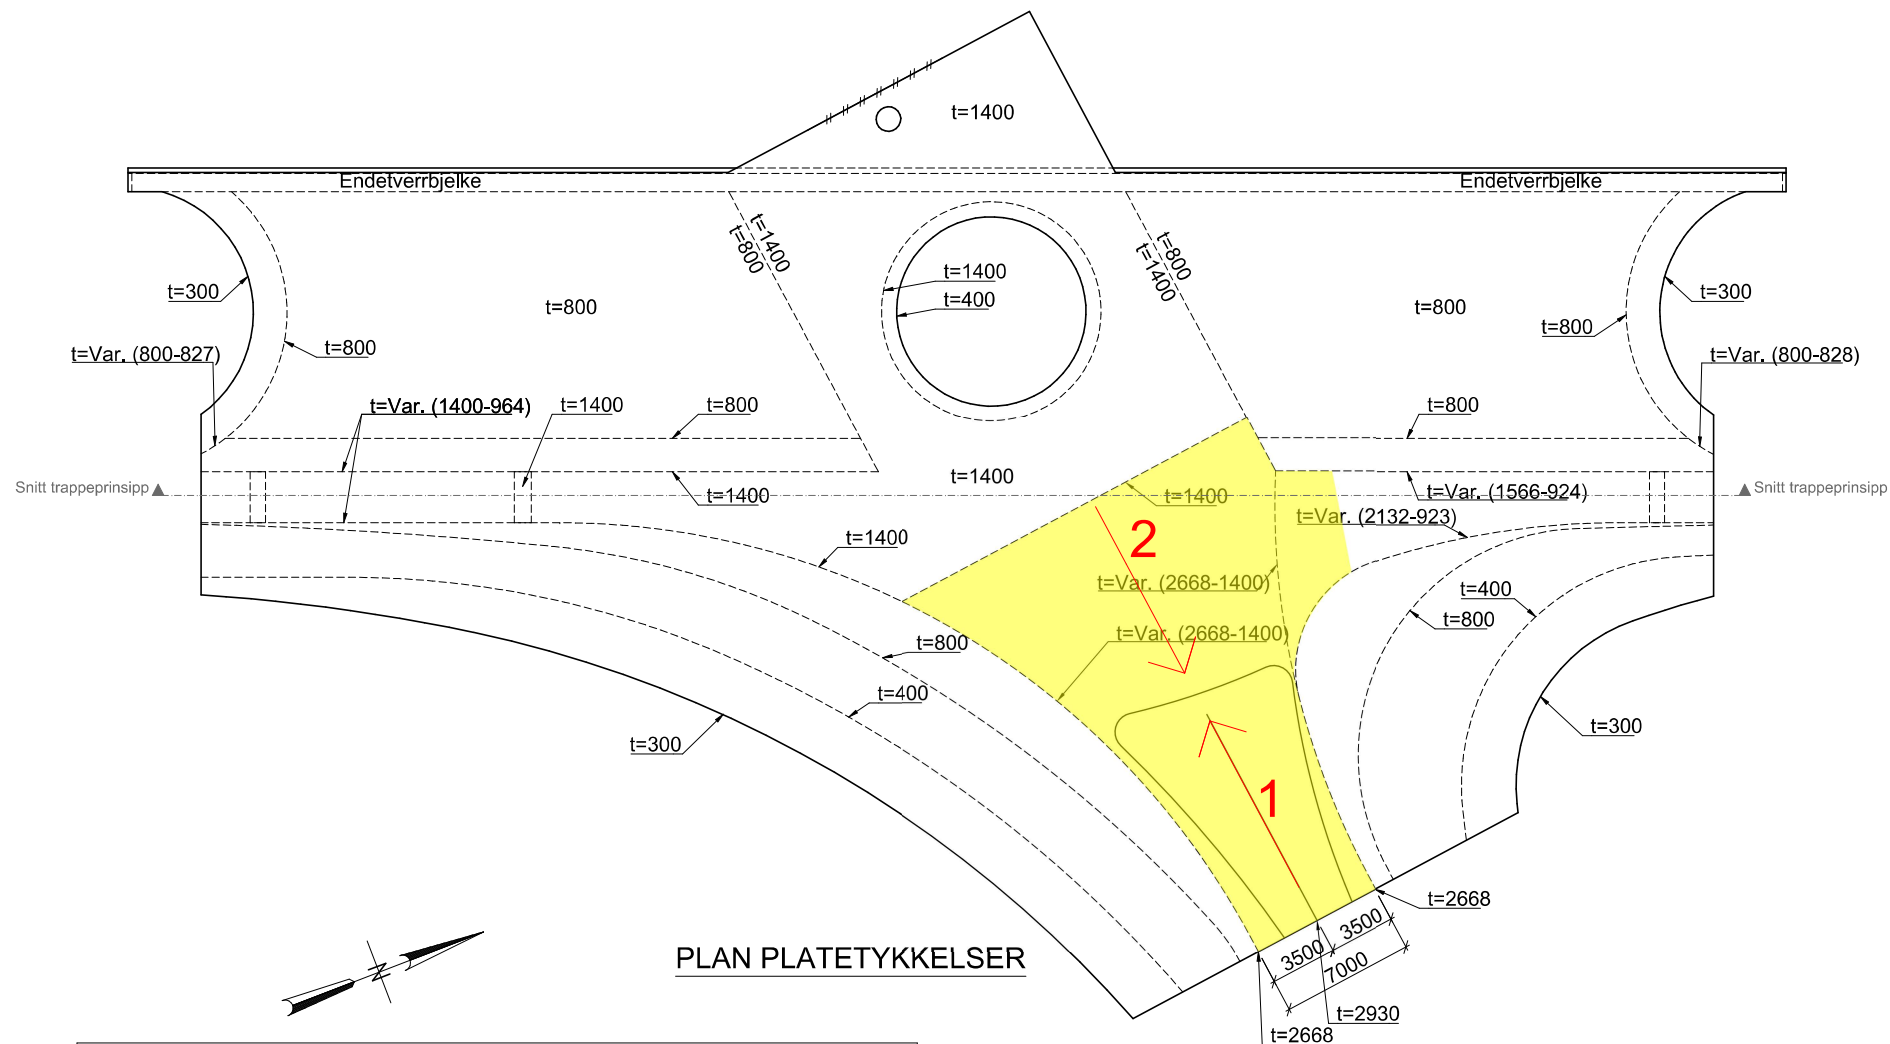 t=1400
Endetverrbjelke
Endetverrbjelke
t=1400
t=800
t=800
t=1400
t=1400
t=400
t=300
t=800
t=800
t=300
t=800
t=800
t=Var. (800-827)
t=Var. (800-828)
t=Var. (1400-964)
t=1400
t=800
t=800
t=1400
Snitt trappeprinsipp
t=1400
t=1400
t=Var. (1566-924)
Snitt trappeprinsipp
t=Var. (2132-923)
2
t=1400
t=Var. (2668-1400)
t=400
t=800
t=Var. (2668-1400)
t=800
t=400
t=300
t=300
1
t=2668
3500
3500
7000
PLAN PLATETYKKELSER
N
t=2930
t=2668